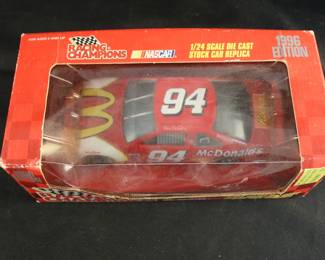 RACING
CHAMPIONS
NASCAR
1/24 SCALE DIE CAST
STOCK CAR REPLICA
1996
EDITION
94
94
McDonald's